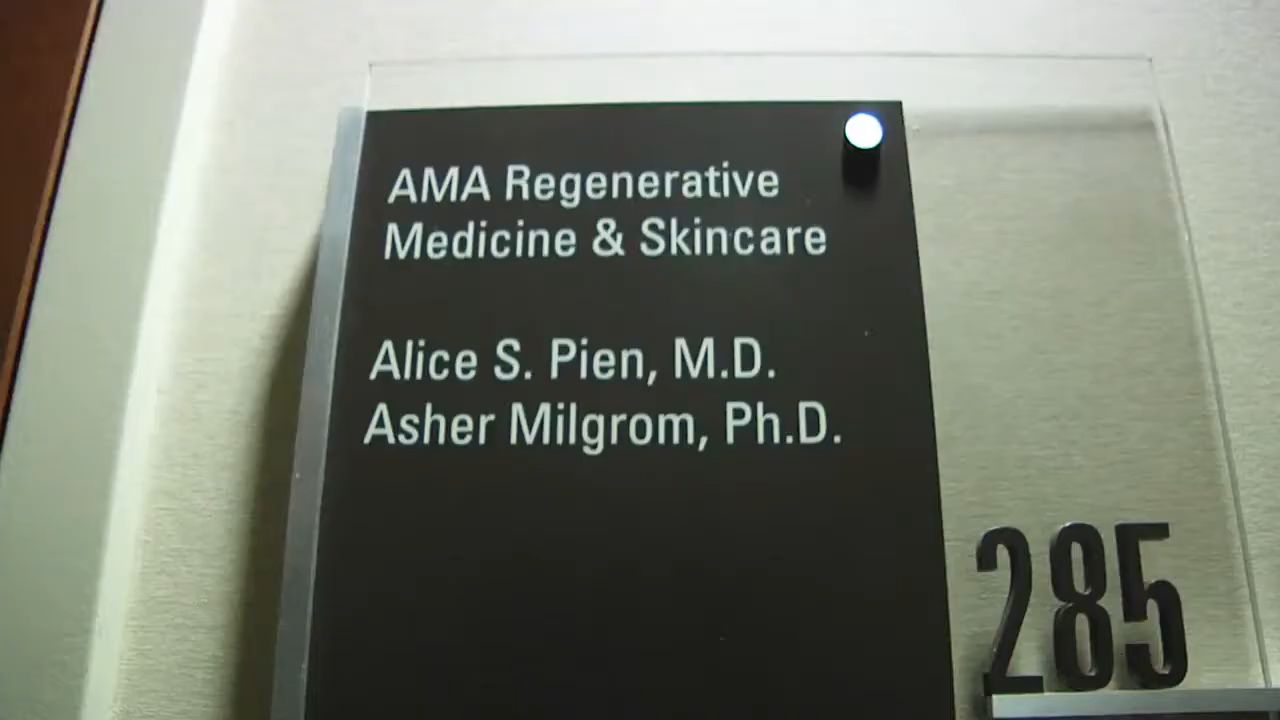 AMA Regenerative
Medicine & Skincare
Alice S. Pien, M.D.
Asher Milgrom, Ph.D.
285